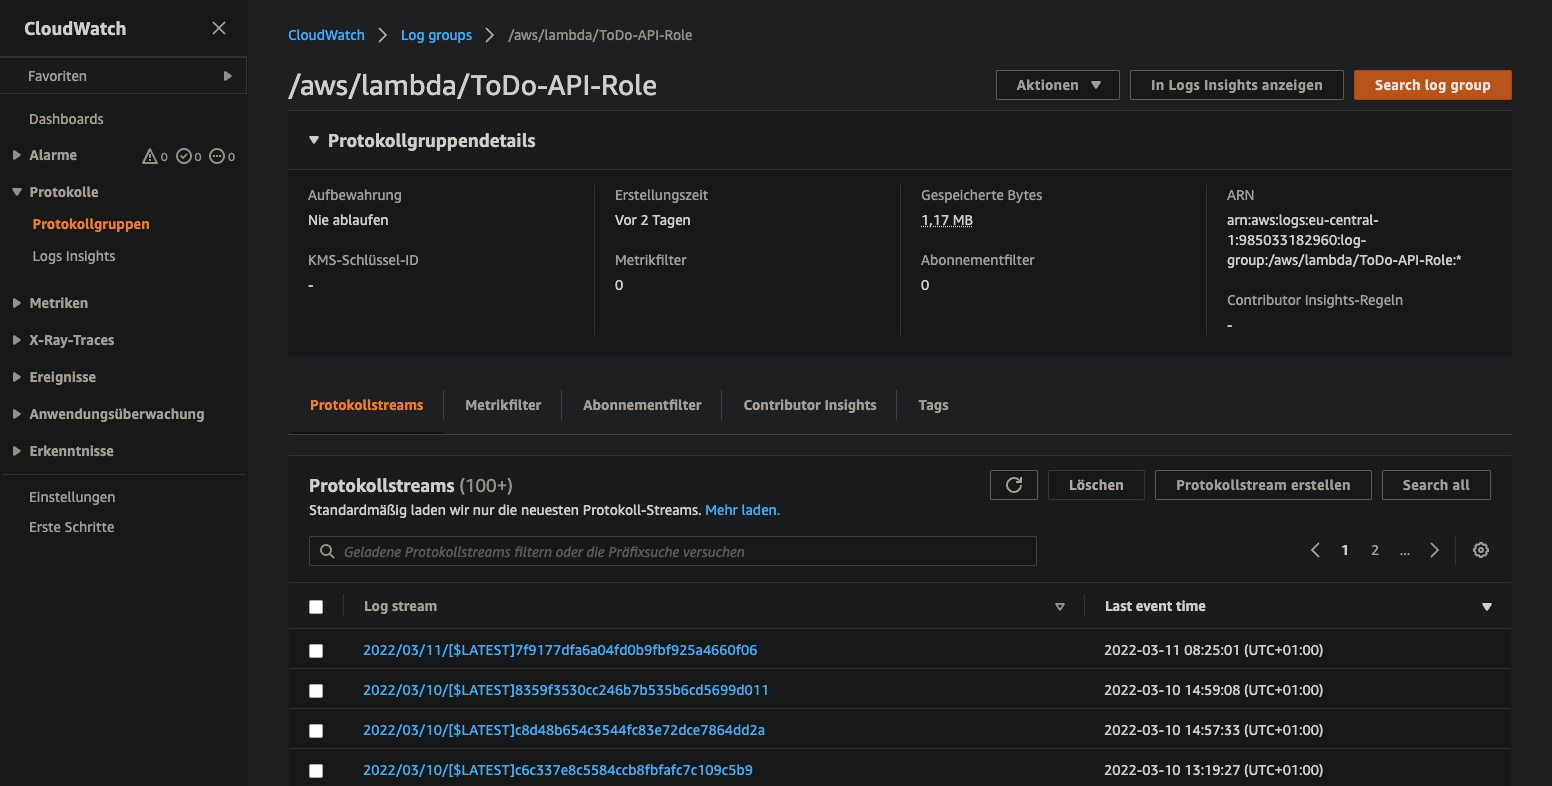 CloudWatch
Favoriten
Dashboards
Alarme 0 0 0
Protokolle
Protokollgruppen
Logs Insights
Metriken
X-Ray-Traces
Ereignisse
Anwendungsüberwachung
Erkenntnisse
Einstellungen
Erste Schritte
CloudWatch > Log groups > /aws/lambda/ToDo-API-Role
/aws/lambda/ToDo-API-Role
Aktionen
In Logs Insights anzeigen
Search log group
Protokollgruppendetails
Aufbewahrung
Nie ablaufen
KMS-Schlüssel-ID
-
Erstellungszeit
Vor 2 Tagen
Metrikfilter
0
Gespeicherte Bytes
1,17 MB
Abonnementfilter
0
ARN
arn:aws:logs:eu-central-
1:985033182960:log-
group:/aws/lambda/ToDo-API-Role:*
Contributor Insights-Regeln
-
Protokollstreams Metrikfilter Abonnementfilter Contributor Insights Tags
Protokollstreams (100+)
Standardmäßig laden wir nur die neuesten Protokoll-Streams. Mehr laden.
Löschen
Protokollstream erstellen
Search all
Geladene Protokollstreams filtern oder die Präfixsuche versuchen
< 1 2 ... >
Log stream Last event time
2022/03/11/[$LATEST]7f9177dfa6a04fd0b9fbf925a4660f06 2022-03-11 08:25:01 (UTC+01:00)
2022/03/10/[$LATEST]8359f3530cc246b7b535b6cd5699d011 2022-03-10 14:59:08 (UTC+01:00)
2022/03/10/[$LATEST]c8d48b654c3544fc83e72dce7864dd2a 2022-03-10 14:57:33 (UTC+01:00)
2022/03/10/[$LATEST]c6c337e8c5584ccb8fbfafc7c109c5b9 2022-03-10 13:19:27 (UTC+01:00)